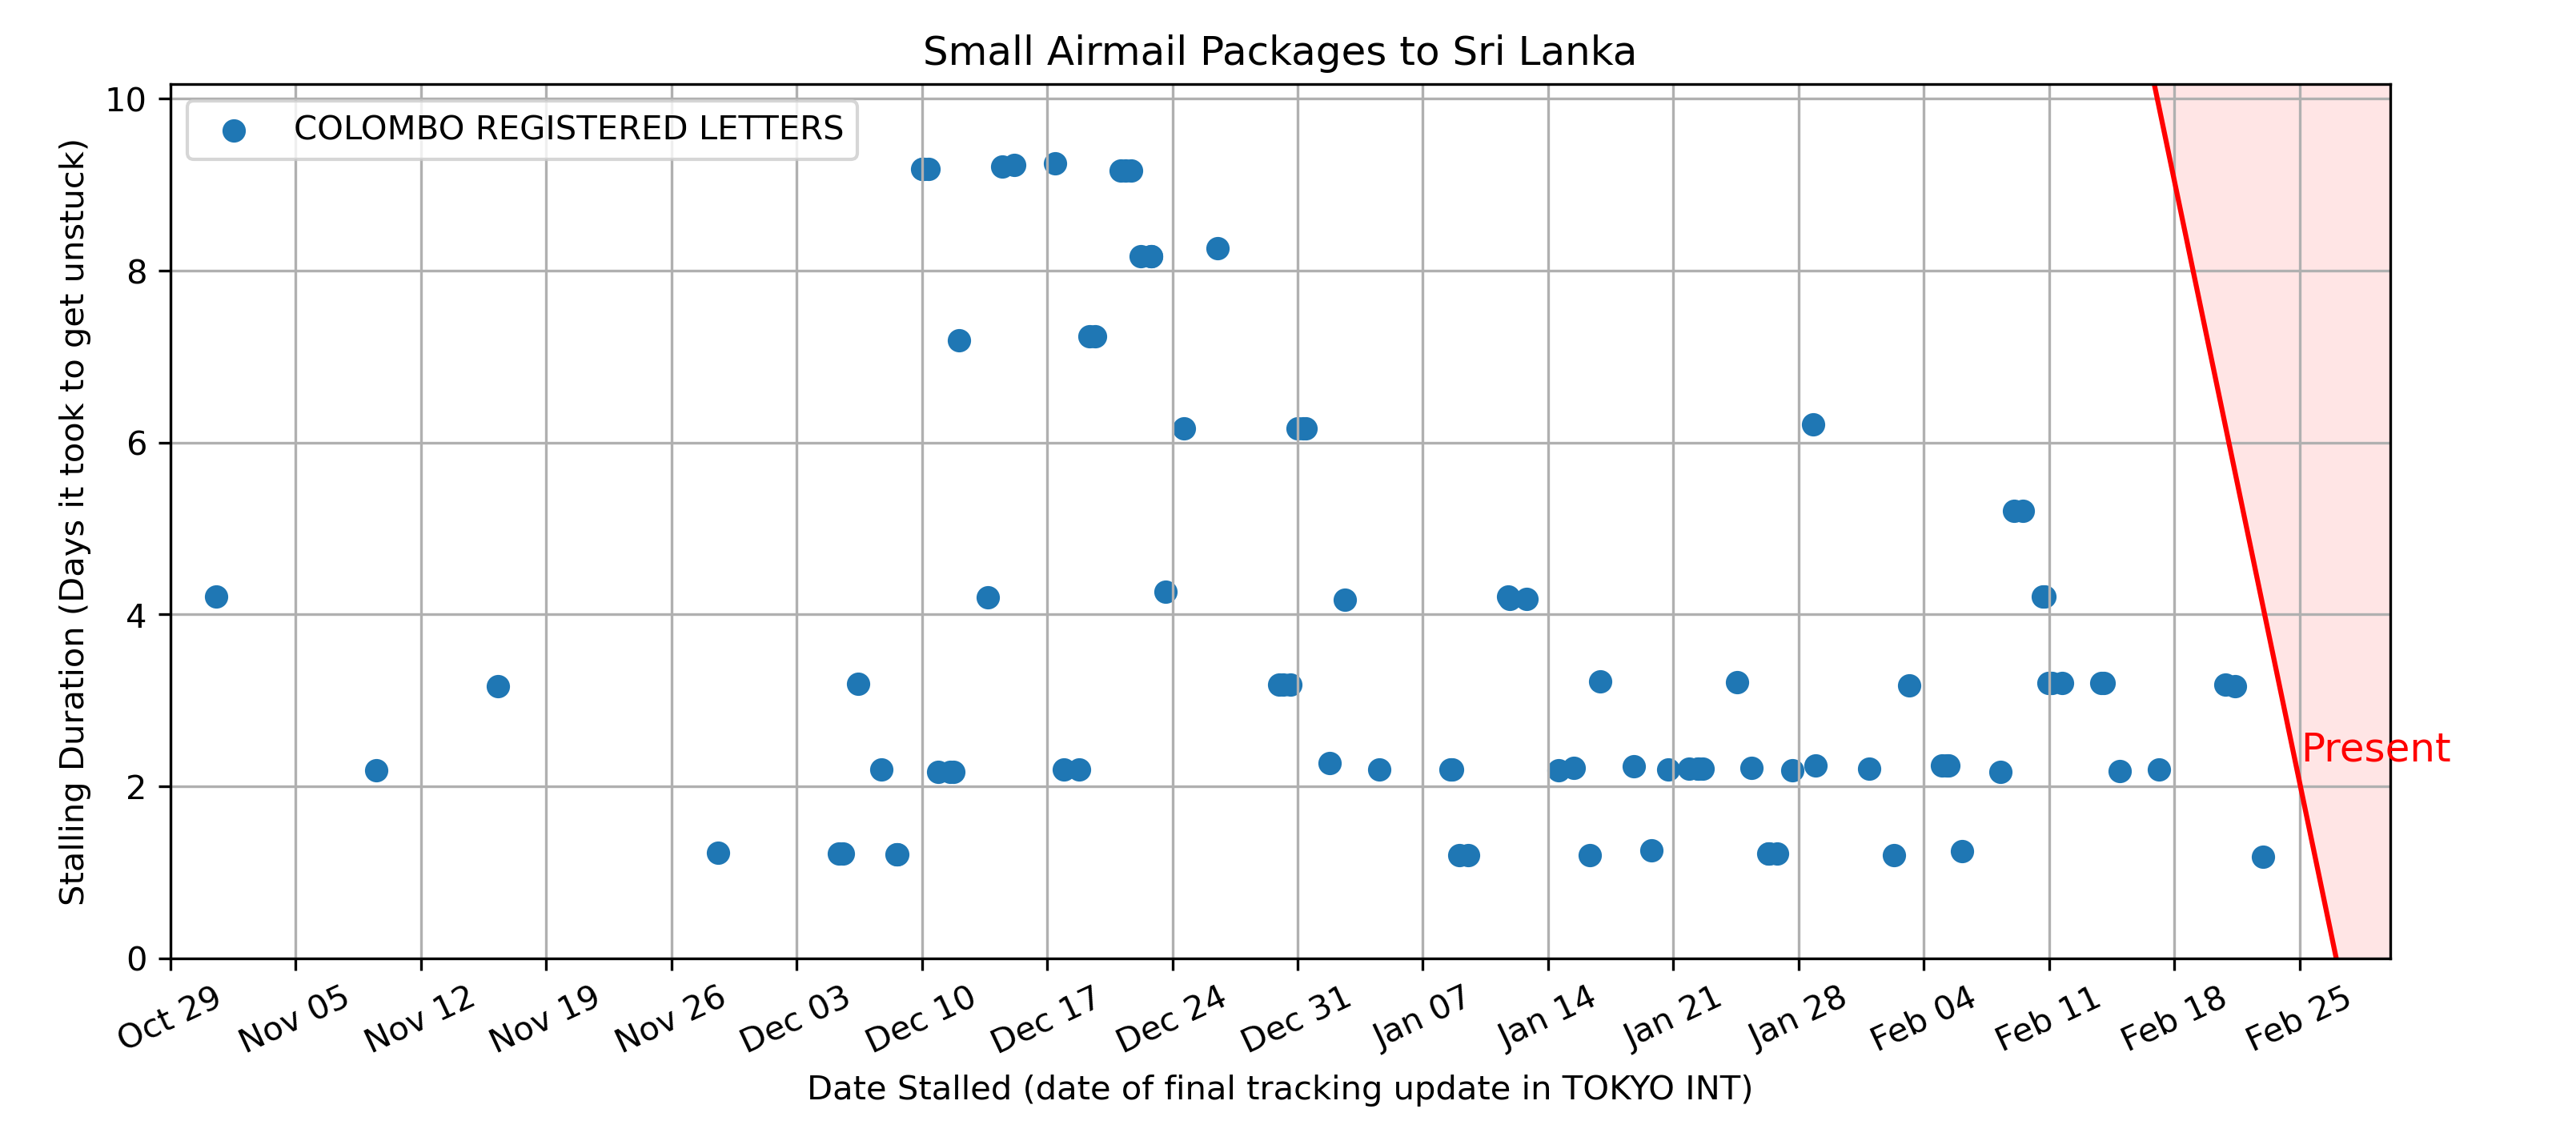 Small Airmail Packages to Sri Lanka
COLOMBO REGISTERED LETTERS
Stalling Duration (Days it took to get unstuck)
10
8
6
4
2
0
Present
Oct 29 Nov 05 Nov 12 Nov 19 Nov 26 Dec 03 Dec 10 Dec 17 Dec 24 Dec 31 Jan 07 Jan 14 Jan 21 Jan 28 Feb 04 Feb 11 Feb 18 Feb 25
Date Stalled (date of final tracking update in TOKYO INT)